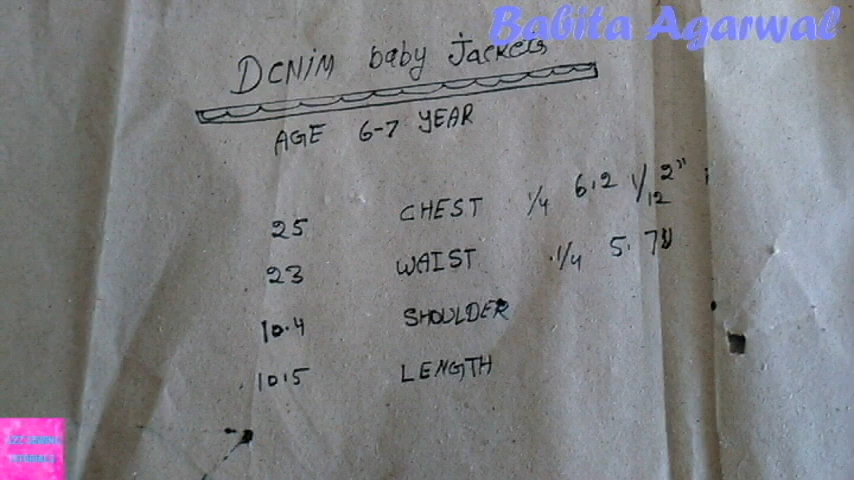 Babita Agarwal
DENIM baby Jackets
AGE 6-7 YEAR
25 CHEST 1/4 6.2 1/12 2"
23 WAIST 1/4 5.7"
10.4 SHOULDER
10.5 LENGTH